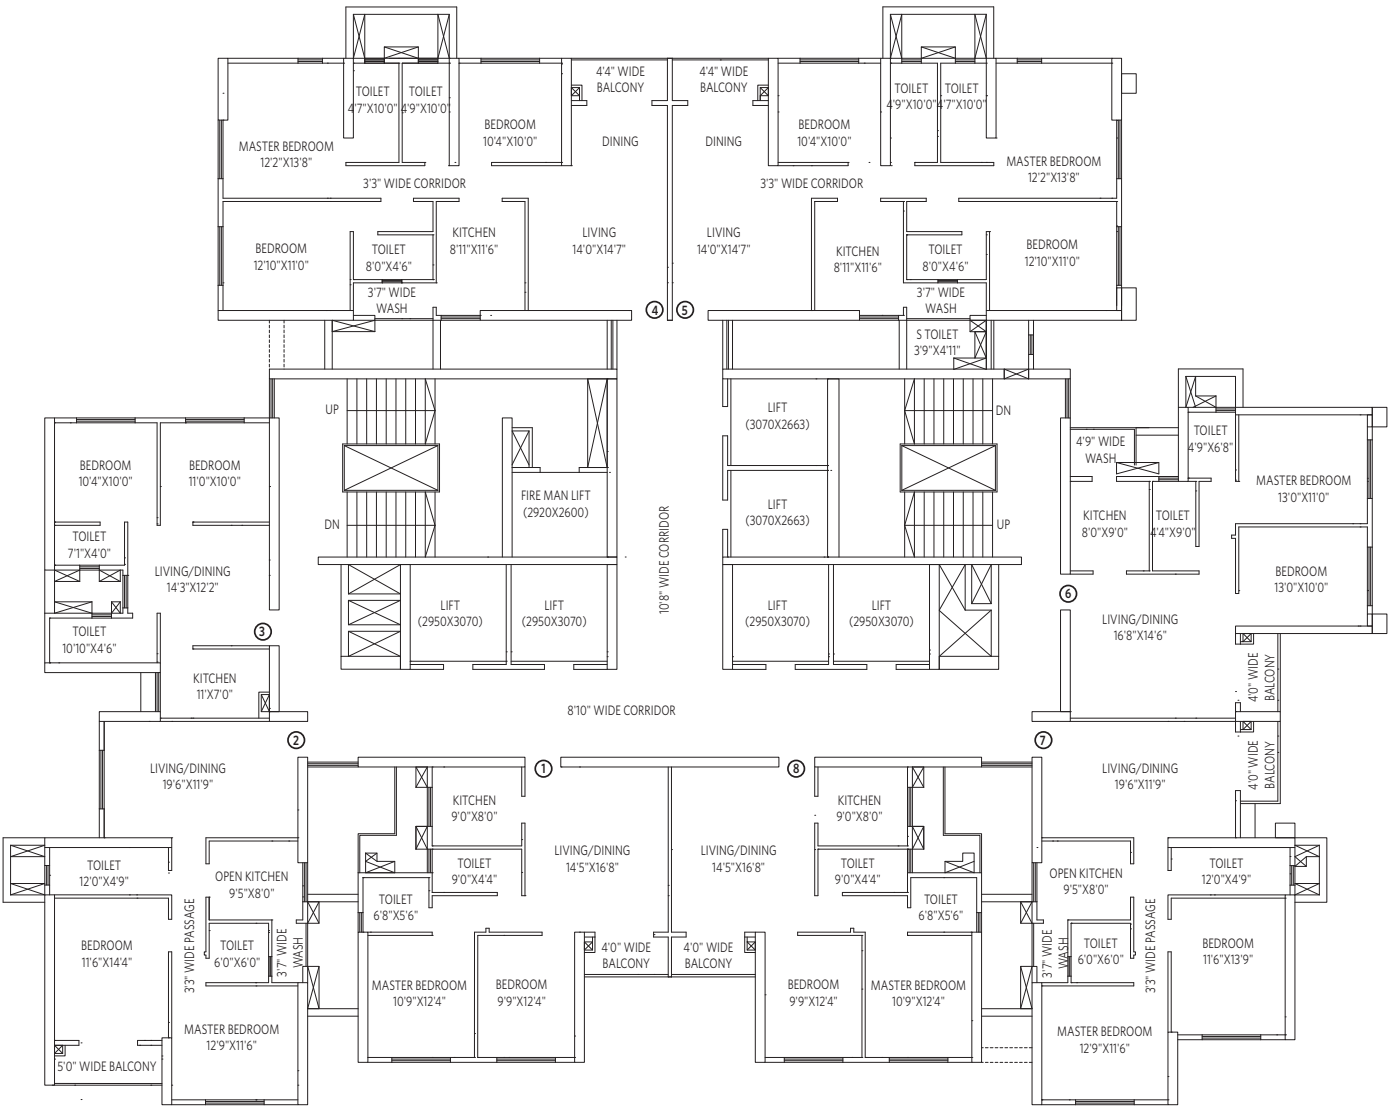 4'4" WIDE
BALCONY
4'4" WIDE
BALCONY
TOILET
4'7"X10'0"
TOILET
4'9"X10'0"
BEDROOM
10'4"X10'0"
DINING
MASTER BEDROOM
12'2"X13'8"
3'3" WIDE CORRIDOR
BEDROOM
12'10"X11'0"
TOILET
8'0"X4'6"
KITCHEN
8'11"X11'6"
LIVING
14'0"X14'7"
3'7" WIDE
WASH
4
5
DINING
BEDROOM
10'4"X10'0"
TOILET
4'9"X10'0"
TOILET
4'7"X10'0"
MASTER BEDROOM
12'2"X13'8"
3'3" WIDE CORRIDOR
LIVING
14'0"X14'7"
KITCHEN
8'11"X11'6"
TOILET
8'0"X4'6"
BEDROOM
12'10"X11'0"
3'7" WIDE
WASH
S TOILET
3'9"X4'11"
UP
DN
FIRE MAN LIFT
(2920X2600)
LIFT
(3070X2663)
LIFT
(3070X2663)
DN
UP
10'8" WIDE CORRIDOR
LIFT
(2950X3070)
LIFT
(2950X3070)
LIFT
(2950X3070)
LIFT
(2950X3070)
8'10" WIDE CORRIDOR
BEDROOM
10'4"X10'0"
BEDROOM
11'0"X10'0"
TOILET
7'1"X4'0"
LIVING/DINING
14'3"X12'2"
TOILET
10'10"X4'6"
3
KITCHEN
11'X7'0"
4'9" WIDE
WASH
TOILET
4'9"X6'8"
MASTER BEDROOM
13'0"X11'0"
KITCHEN
8'0"X9'0"
TOILET
4'4"X9'0"
BEDROOM
13'0"X10'0"
6
LIVING/DINING
16'8"X14'6"
4'0" WIDE
BALCONY
2
LIVING/DINING
19'6"X11'9"
TOILET
12'0"X4'9"
OPEN KITCHEN
9'5"X8'0"
BEDROOM
11'6"X14'4"
3'3" WIDE PASSAGE
TOILET
6'0"X6'0"
3'7" WIDE
WASH
MASTER BEDROOM
12'9"X11'6"
5'0" WIDE BALCONY
1
KITCHEN
9'0"X8'0"
TOILET
9'0"X4'4"
LIVING/DINING
14'5"X16'8"
TOILET
6'8"X5'6"
4'0" WIDE
BALCONY
MASTER BEDROOM
10'9"X12'4"
BEDROOM
9'9"X12'4"
8
LIVING/DINING
14'5"X16'8"
KITCHEN
9'0"X8'0"
TOILET
9'0"X4'4"
TOILET
6'8"X5'6"
4'0" WIDE
BALCONY
BEDROOM
9'9"X12'4"
MASTER BEDROOM
10'9"X12'4"
7
LIVING/DINING
19'6"X11'9"
4'0" WIDE
BALCONY
OPEN KITCHEN
9'5"X8'0"
TOILET
12'0"X4'9"
3'7" WIDE
WASH
TOILET
6'0"X6'0"
3'3" WIDE PASSAGE
BEDROOM
11'6"X13'9"
MASTER BEDROOM
12'9"X11'6"